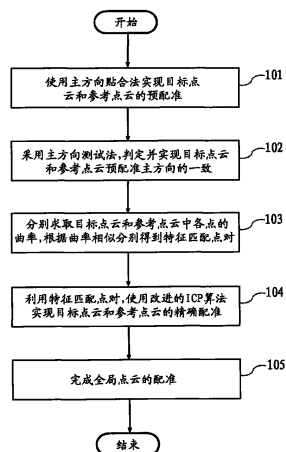 开始
使用主方向贴合法实现目标点
云和参考点云的预配准
101
采用主方向测试法,判定并实现目标点云
和参考点云预配准主方向的一致
102
分别求取目标点云和参考点云中各点的
曲率,根据曲率相似分别得到特征匹配点对
103
利用特征匹配点对,使用改进的ICP算法
实现目标点云和参考点云的精确配准
104
完成全局点云的配准
105
结束